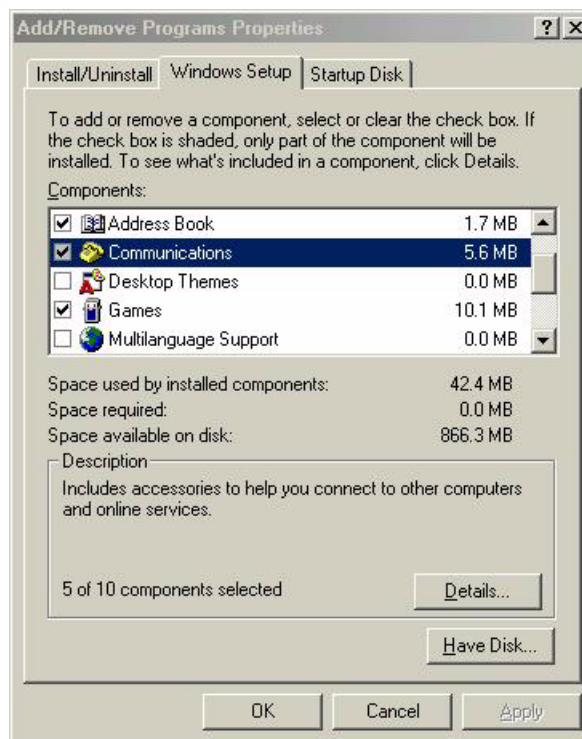 Add/Remove Programs Properties
Install/Uninstall Windows Setup Startup Disk
To add or remove a component, select or clear the check box. If
the check box is shaded, only part of the component will be
installed. To see what's included in a component, click Details.
Components:
Address Book 1.7 MB
Communications 5.6 MB
Desktop Themes 0.0 MB
Games 10.1 MB
Multilanguage Support 0.0 MB
Space used by installed components: 42.4 MB
Space required: 0.0 MB
Space available on disk: 866.3 MB
Description
Includes accessories to help you connect to other computers
and online services.
5 of 10 components selected Details...
Have Disk...
OK Cancel Apply